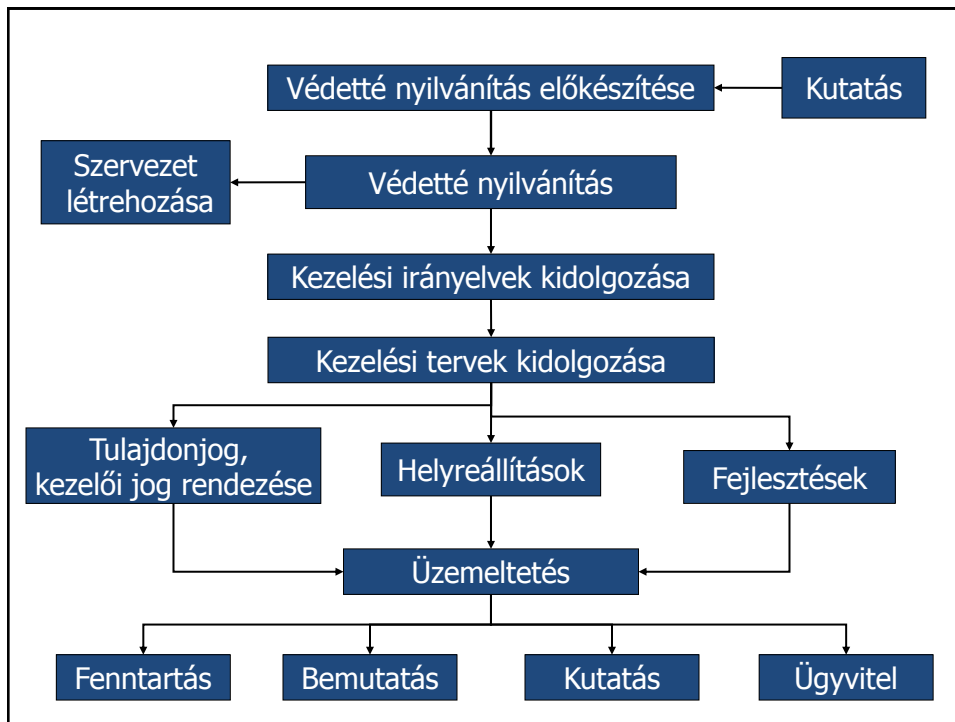 Védetté nyilvánítás előkészítése
Kutatás
Szervezet
létrehozása
Védetté nyilvánítás
Kezelési irányelvek kidolgozása
Kezelési tervek kidolgozása
Tulajdonjog,
kezelői jog rendezése
Helyreállítások
Fejlesztések
Üzemeltetés
Fenntartás
Bemutatás
Kutatás
Ügyvitel